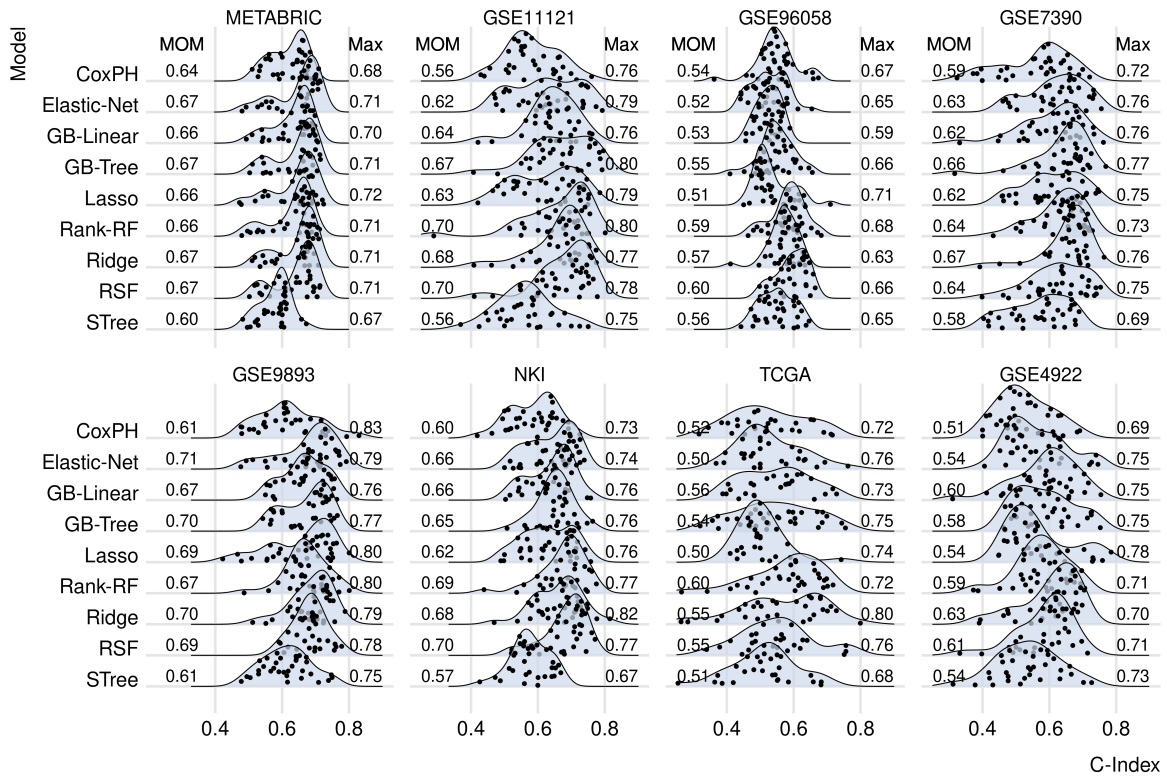 METABRIC GSE11121 GSE96058 GSE7390
Model
MOM Max MOM Max MOM Max MOM Max
CoxPH 0.64 0.68 0.56 0.76 0.54 0.67 0.59 0.72
Elastic-Net 0.67 0.71 0.62 0.79 0.52 0.65 0.63 0.76
GB-Linear 0.66 0.70 0.64 0.76 0.53 0.59 0.62 0.76
GB-Tree 0.67 0.71 0.67 0.80 0.55 0.66 0.66 0.77
Lasso 0.66 0.72 0.63 0.79 0.51 0.71 0.62 0.75
Rank-RF 0.66 0.71 0.70 0.80 0.59 0.68 0.64 0.73
Ridge 0.67 0.71 0.68 0.77 0.57 0.63 0.67 0.76
RSF 0.67 0.71 0.70 0.78 0.60 0.66 0.64 0.75
STree 0.60 0.67 0.56 0.75 0.56 0.65 0.58 0.69
GSE9893 NKI TCGA GSE4922
CoxPH 0.61 0.83 0.60 0.73 0.52 0.72 0.51 0.69
Elastic-Net 0.71 0.79 0.66 0.74 0.50 0.76 0.54 0.75
GB-Linear 0.67 0.76 0.66 0.76 0.56 0.73 0.60 0.75
GB-Tree 0.70 0.77 0.65 0.76 0.54 0.75 0.58 0.75
Lasso 0.69 0.80 0.62 0.76 0.50 0.74 0.54 0.78
Rank-RF 0.67 0.80 0.69 0.77 0.60 0.72 0.59 0.71
Ridge 0.70 0.79 0.68 0.82 0.55 0.80 0.63 0.70
RSF 0.69 0.78 0.70 0.77 0.55 0.76 0.61 0.71
STree 0.61 0.75 0.57 0.67 0.51 0.68 0.54 0.73
0.4 0.6 0.8 0.4 0.6 0.8 0.4 0.6 0.8 0.4 0.6 0.8
C-Index